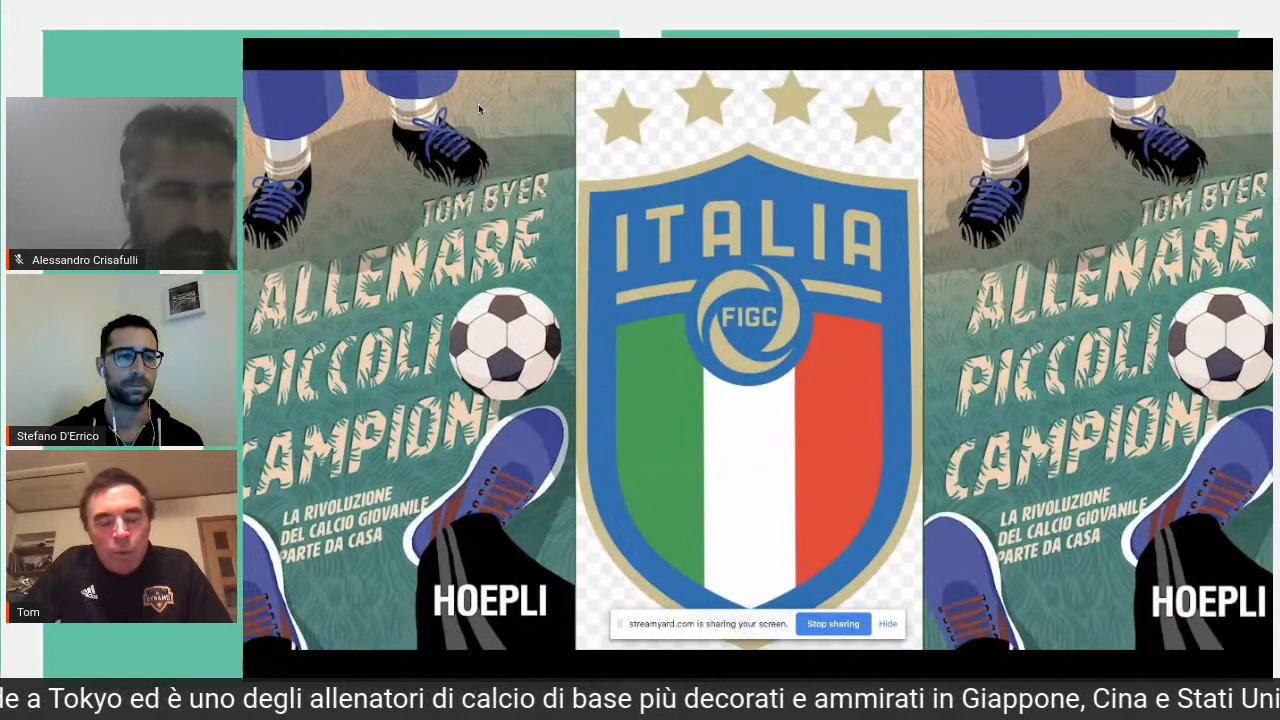 Alessandro Crisafulli
Stefano D'Errico
DYNAMO
Tom
TOM BYER
ALLENARE
PICCOLI
CAMPIONI
LA RIVOLUZIONE
DEL CALCIO GIOVANILE
PARTE DA CASA
HOEPLI
ITALIA
FIGC
streamyard.com is sharing your screen.
Stop sharing
Hide
TOM BYER
ALLENARE
PICCOLI
CAMPIONI
LA RIVOLUZIONE
DEL CALCIO GIOVANILE
PARTE DA CASA
HOEPLI
de a Tokyo ed è uno degli allenatori di calcio di base più decorati e ammirati in Giappone, Cina e Stati Uni